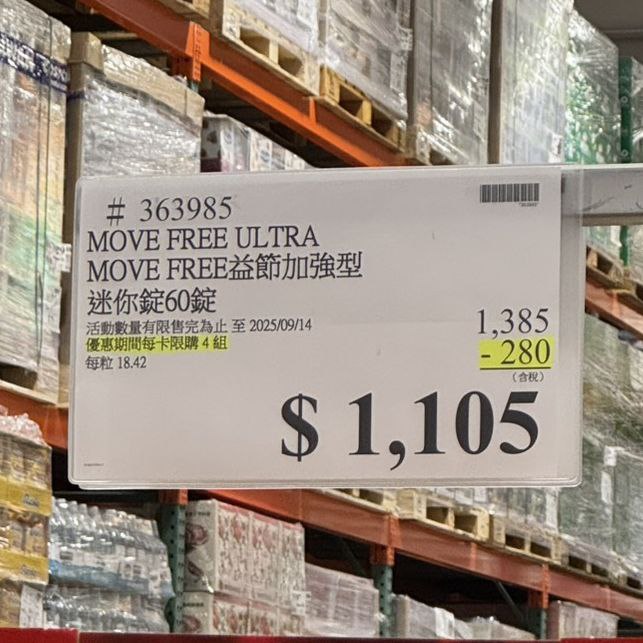 # 363985
MOVE FREE ULTRA
MOVE FREE益節加強型
迷你錠60錠
活動數量有限售完為止 至 2025/09/14
優惠期間每卡限購 4 組
每粒 18.42
1,385
- 280
(含稅)
$ 1,105